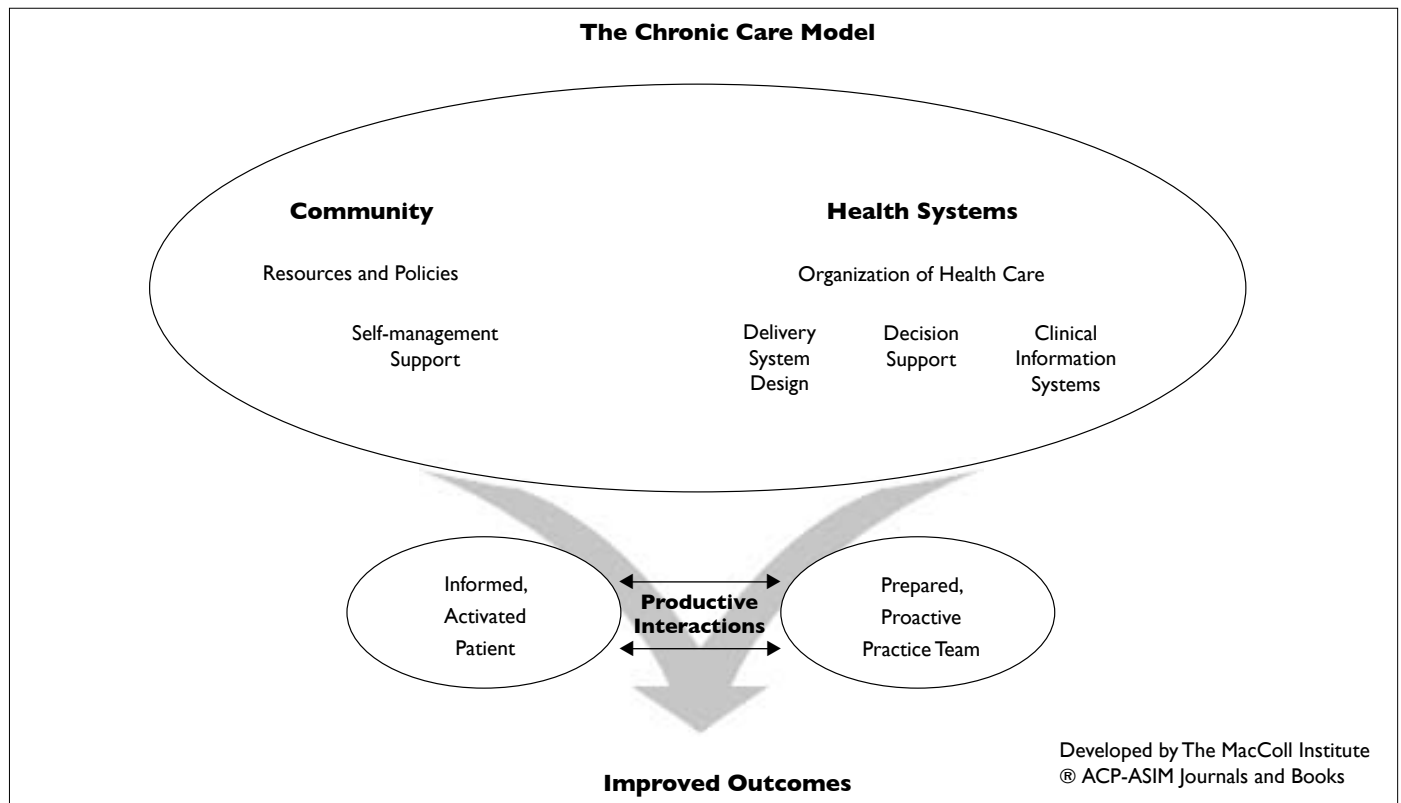 The Chronic Care Model
Community
Resources and Policies
Self-management
Support
Health Systems
Organization of Health Care
Delivery
System
Design
Decision
Support
Clinical
Information
Systems
Informed,
Activated
Patient
Productive
Interactions
Prepared,
Proactive
Practice Team
Improved Outcomes
Developed by The MacColl Institute
® ACP-ASIM Journals and Books